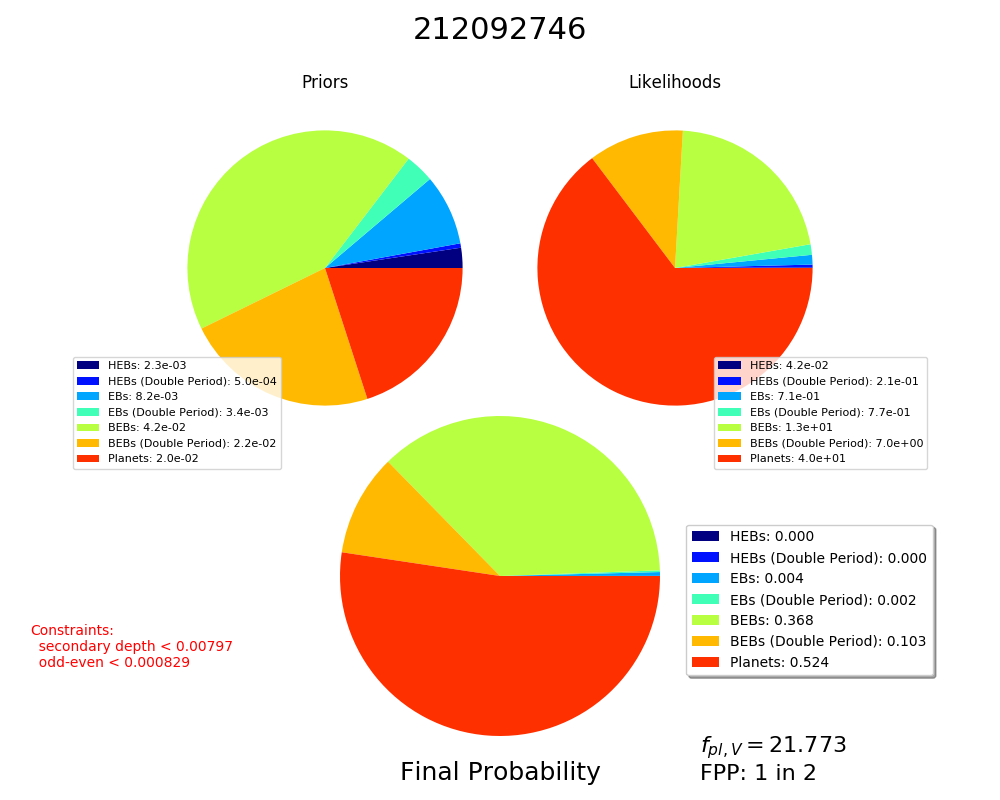 212092746
Priors
Likelihoods
HEBs: 2.3e-03
HEBs (Double Period): 5.0e-04
EBs: 8.2e-03
EBs (Double Period): 3.4e-03
BEBs: 4.2e-02
BEBs (Double Period): 2.2e-02
Planets: 2.0e-02
HEBs: 4.2e-02
HEBs (Double Period): 2.1e-01
EBs: 7.1e-01
EBs (Double Period): 7.7e-01
BEBs: 1.3e+01
BEBs (Double Period): 7.0e+00
Planets: 4.0e+01
HEBs: 0.000
HEBs (Double Period): 0.000
EBs: 0.004
EBs (Double Period): 0.002
BEBs: 0.368
BEBs (Double Period): 0.103
Planets: 0.524
Constraints:
secondary depth < 0.00797
odd-even < 0.000829
Final Probability
f_{pl,V} = 21.773
FPP: 1 in 2